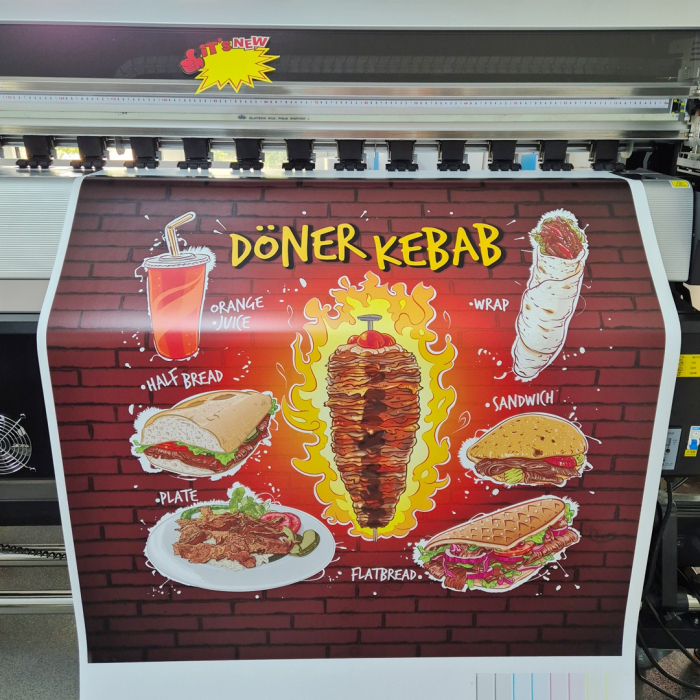 IT'S NEW
DÖNER KEBAB
ORANGE
•JUICE
•WRAP
•HALF BREAD
•SANDWICH
•PLATE
FLATBREAD•